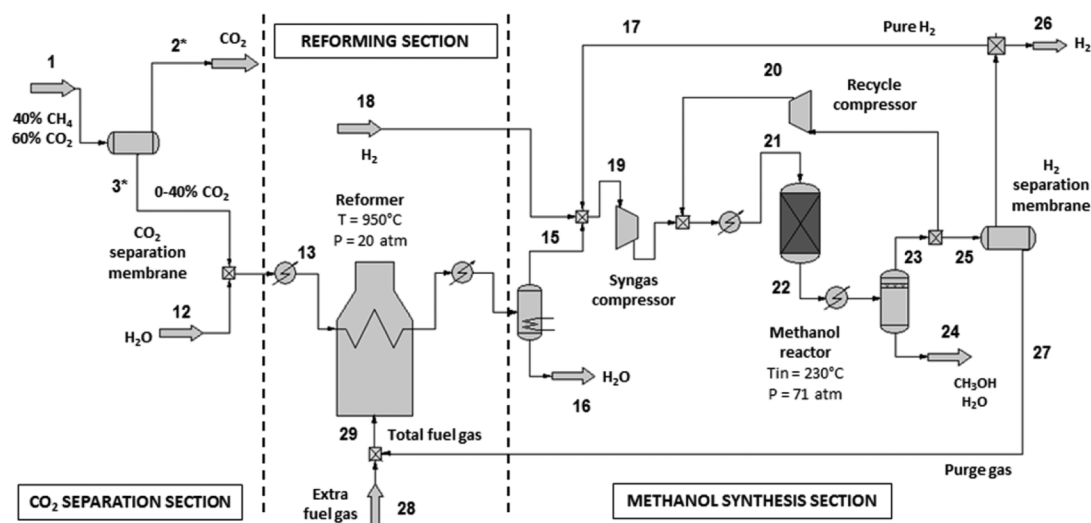 REFORMING SECTION
1
2*
CO₂
40% CH₄
60% CO₂
3*
0-40% CO₂
CO₂
separation
membrane
12
H₂O
13
18
H₂
Reformer
T = 950°C
P = 20 atm
29
Total fuel gas
Extra
fuel gas
28
15
16
H₂O
17
Pure H₂
26
H₂
19
Syngas
compressor
20
Recycle
compressor
21
22
Methanol
reactor
Tin = 230°C
P = 71 atm
23
25
H₂
separation
membrane
24
CH₃OH
H₂O
27
Purge gas
CO₂ SEPARATION SECTION
METHANOL SYNTHESIS SECTION